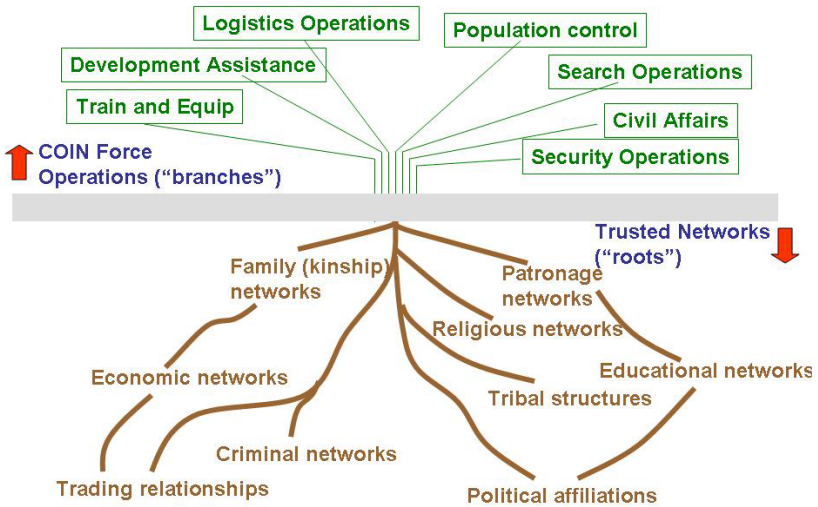 Logistics Operations
Population control
Development Assistance
Search Operations
Train and Equip
Civil Affairs
Security Operations
COIN Force
Operations (“branches”)
Trusted Networks
(“roots”)
Family (kinship)
networks
Patronage
networks
Religious networks
Economic networks
Educational networks
Tribal structures
Criminal networks
Trading relationships
Political affiliations